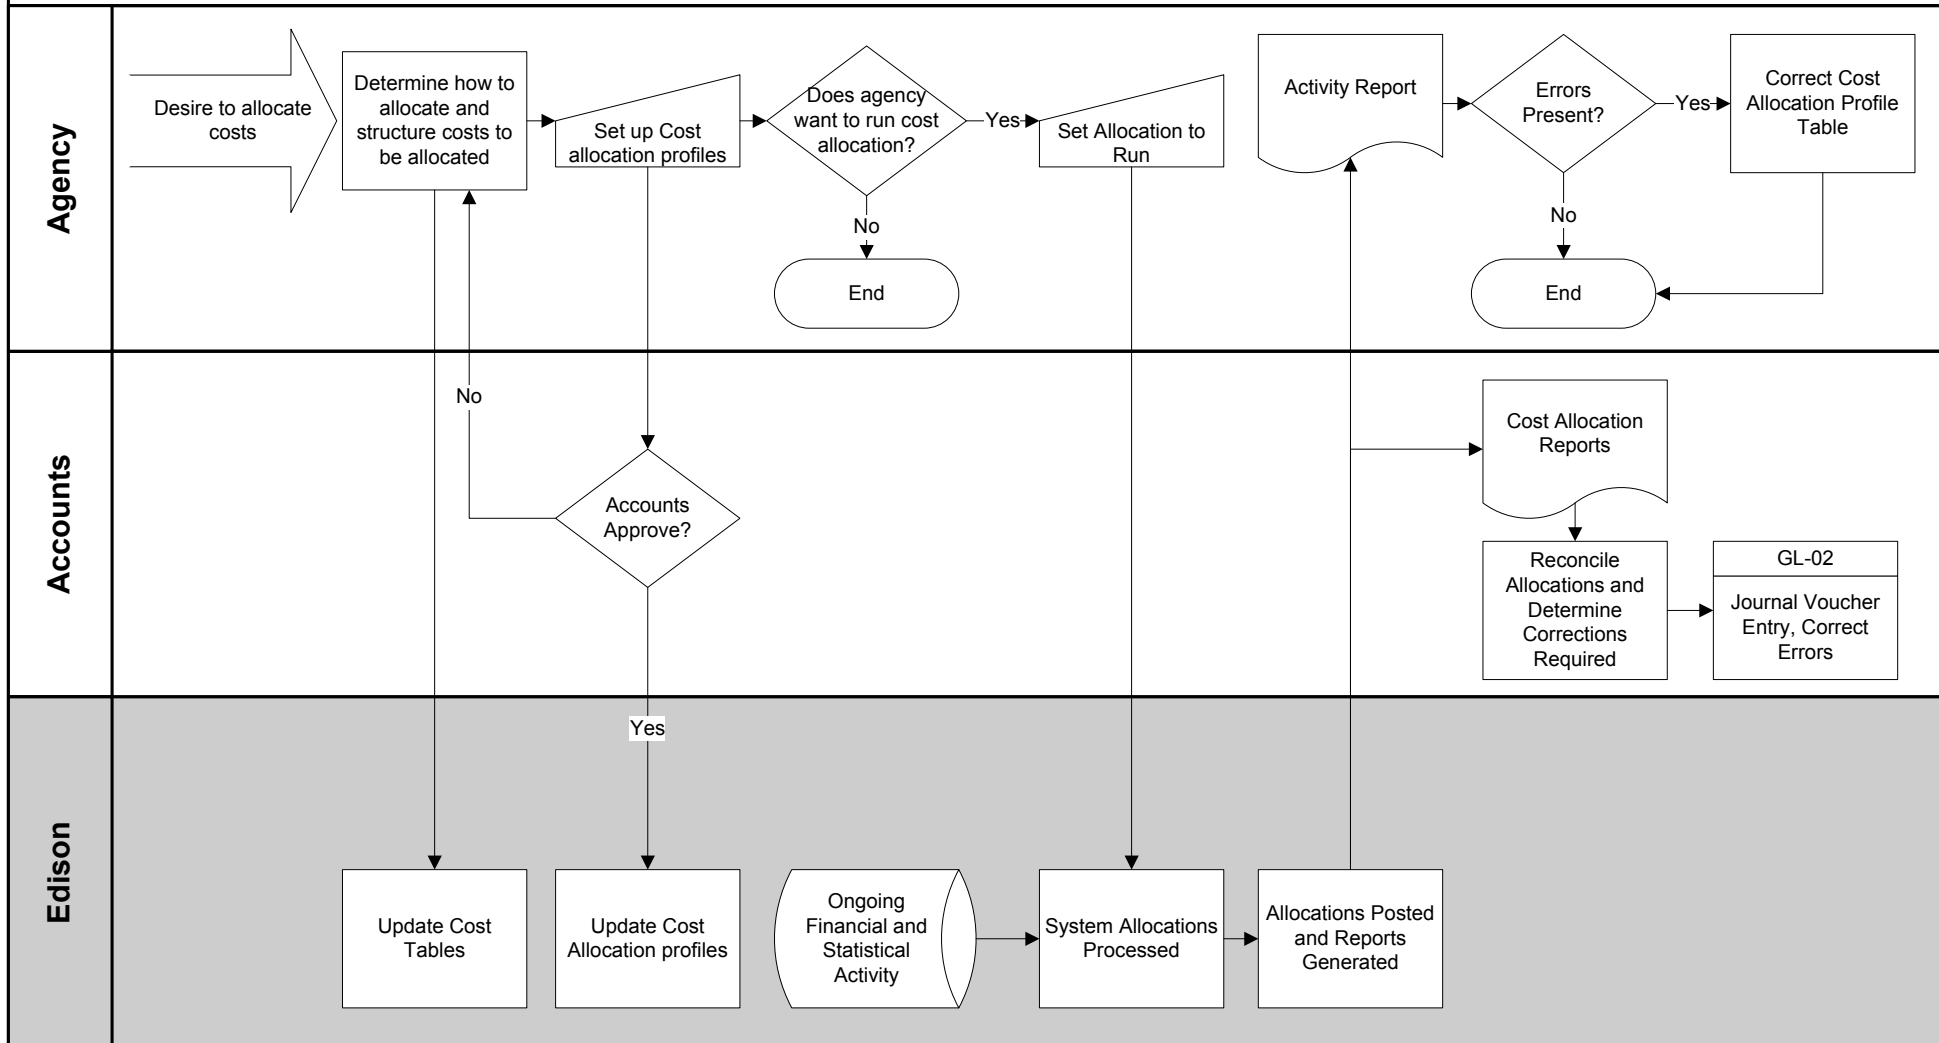 Agency
Desire to allocate
costs
Determine how to
allocate and
structure costs to
be allocated
Set up Cost
allocation profiles
Does agency
want to run cost
allocation?
Yes
No
End
Set Allocation to
Run
Activity Report
Errors
Present?
Yes
No
End
Correct Cost
Allocation Profile
Table
Accounts
No
Accounts
Approve?
Cost Allocation
Reports
Reconcile
Allocations and
Determine
Corrections
Required
GL-02
Journal Voucher
Entry, Correct
Errors
Edison
Yes
Update Cost
Tables
Update Cost
Allocation profiles
Ongoing
Financial and
Statistical
Activity
System Allocations
Processed
Allocations Posted
and Reports
Generated